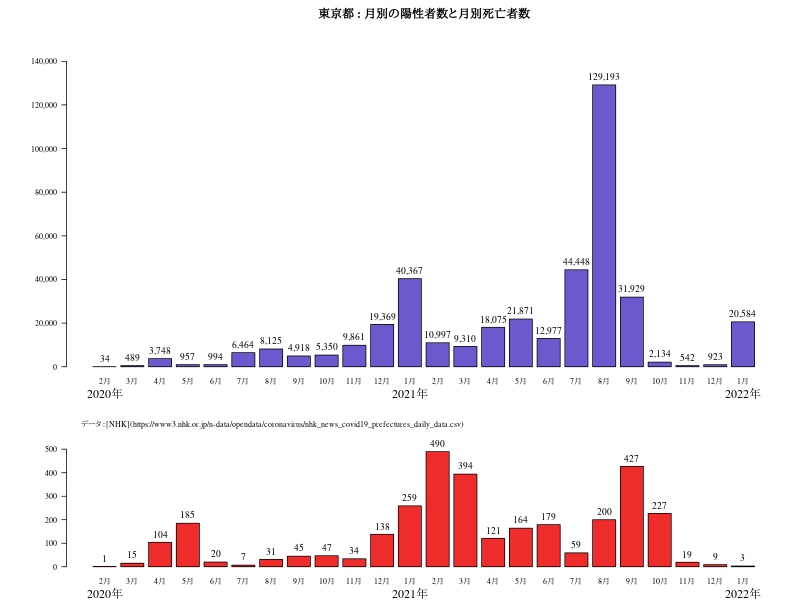 東京都 : 月別の陽性者数と月別死亡者数
140,000
120,000
100,000
80,000
60,000
40,000
20,000
0
34 489 3,748 957 994 6,464 8,125 4,918 5,350 9,861 19,369 40,367 10,997 9,310 18,075 21,871 12,977 44,448 129,193 31,929 2,134 542 923 20,584
2月 3月 4月 5月 6月 7月 8月 9月 10月 11月 12月 1月 2月 3月 4月 5月 6月 7月 8月 9月 10月 11月 12月 1月
2020年 2021年 2022年
データ : [NHK](https://www3.nhk.or.jp/n-data/opendata/coronavirus/nhk_news_covid19_prefectures_daily_data.csv)
500
400
300
200
100
0
1 15 104 185 20 7 31 45 47 34 138 259 490 394 121 164 179 59 200 427 227 19 9 3
2月 3月 4月 5月 6月 7月 8月 9月 10月 11月 12月 1月 2月 3月 4月 5月 6月 7月 8月 9月 10月 11月 12月 1月
2020年 2021年 2022年